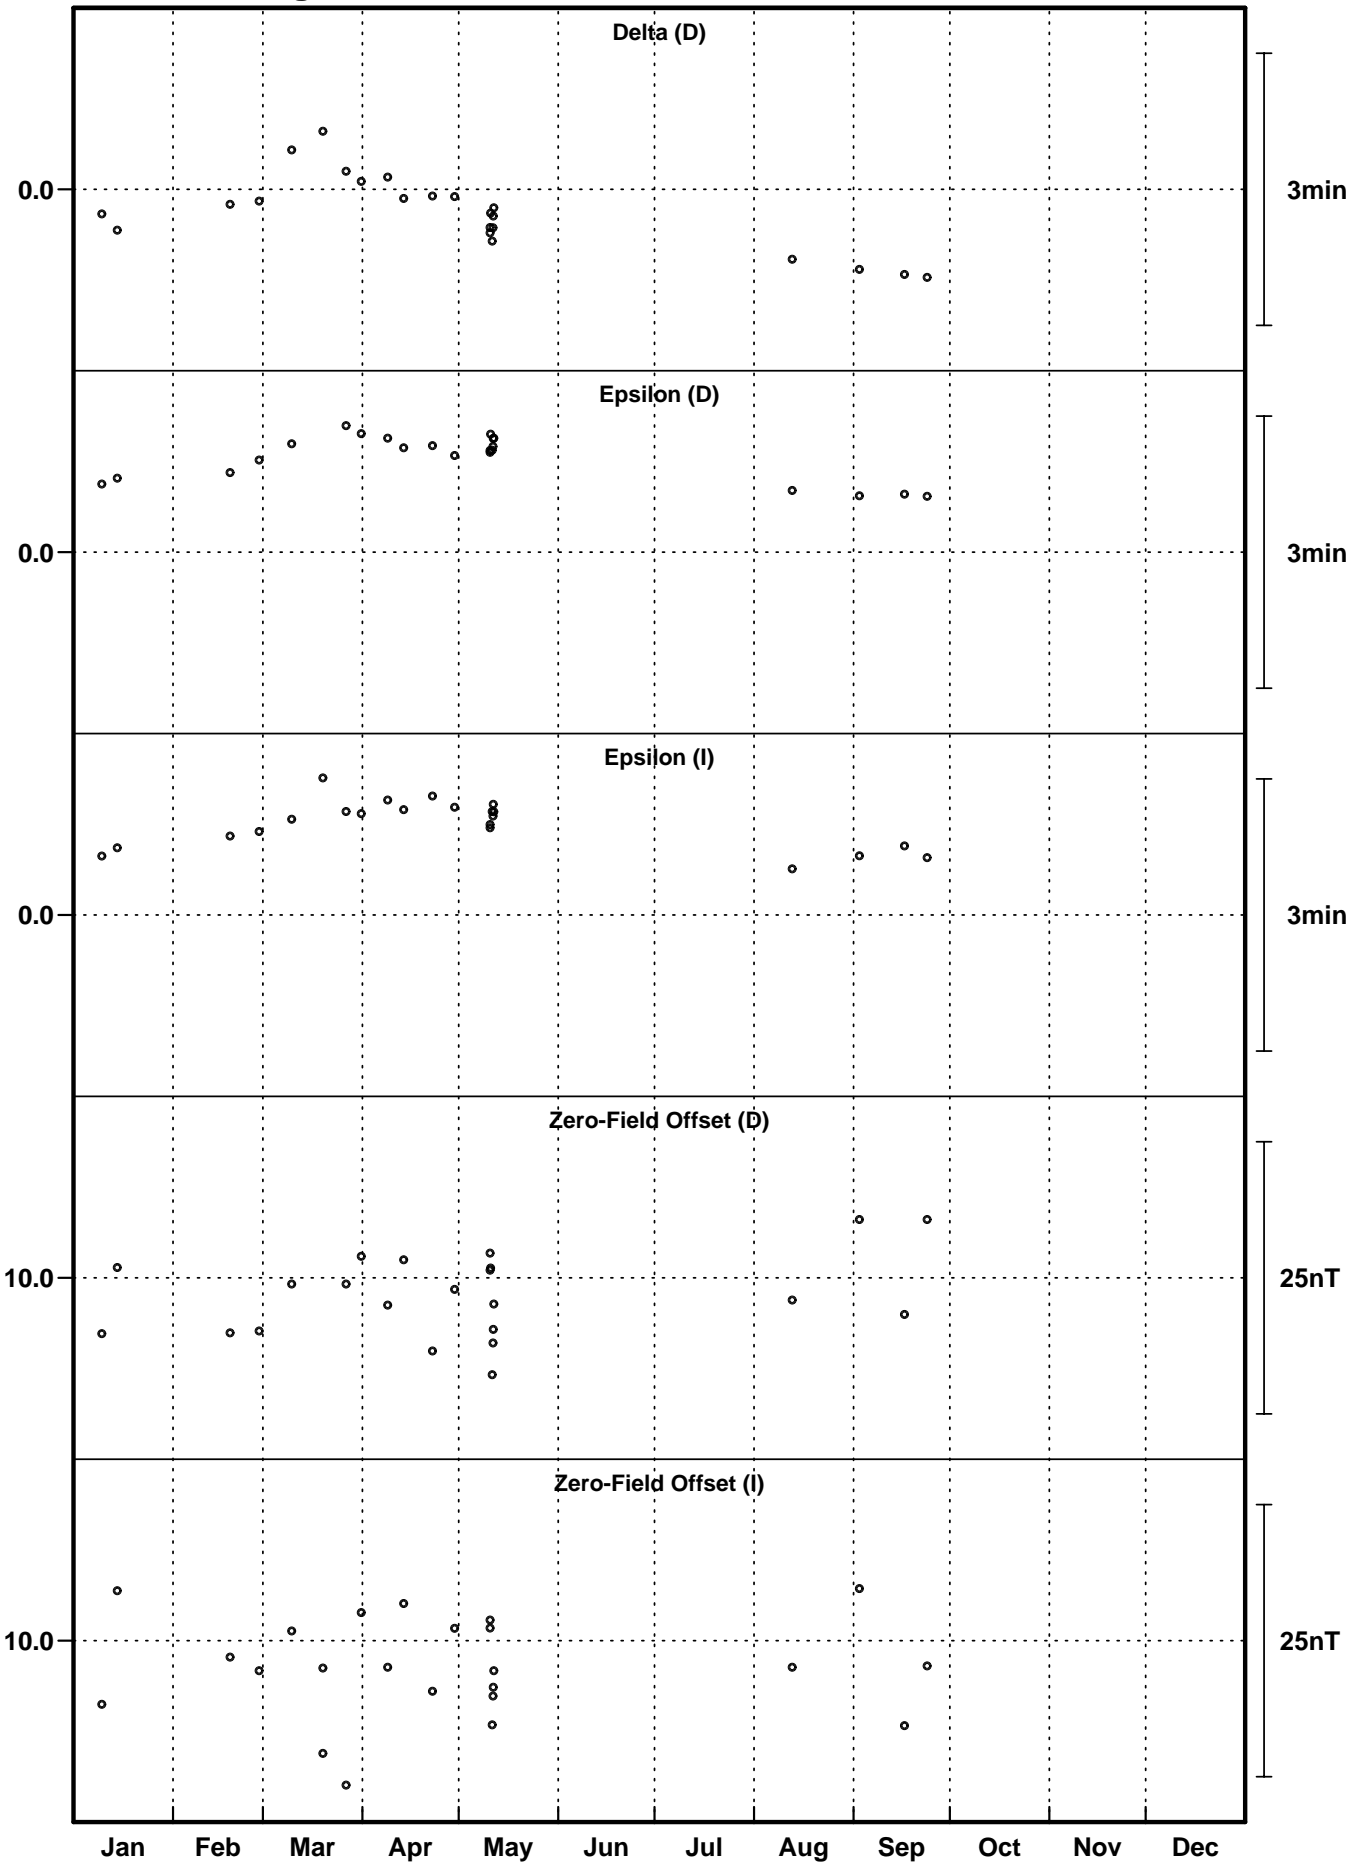 Delta (D)
0.0
3min
Epsilon (D)
0.0
3min
Epsilon (I)
0.0
3min
Zero-Field Offset (D)
10.0
25nT
Zero-Field Offset (I)
10.0
25nT
Jan Feb Mar Apr May Jun Jul Aug Sep Oct Nov Dec